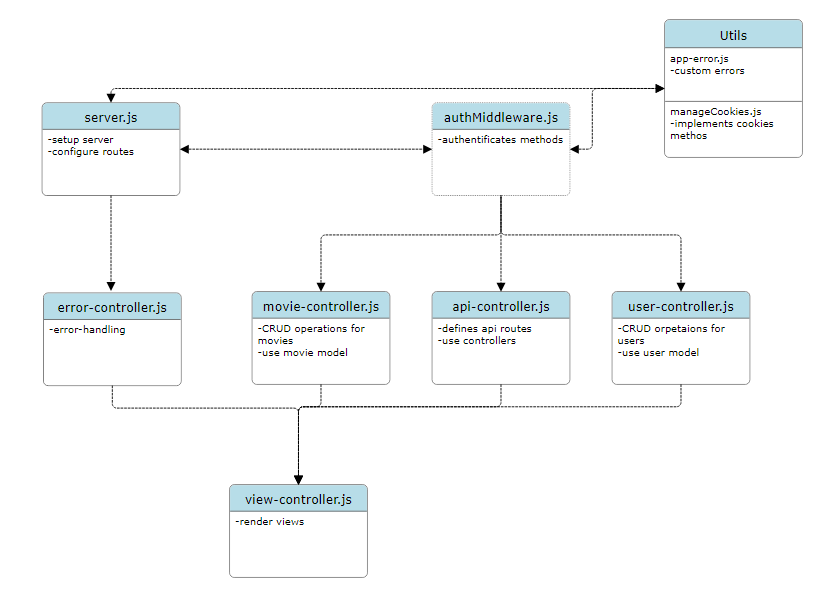 Utils
app-error.js
-custom errors
manageCookies.js
-implements cookies
methos
server.js
-setup server
-configure routes
authMiddleware.js
-authentificates methods
error-controller.js
-error-handling
movie-controller.js
-CRUD operations for
movies
-use movie model
api-controller.js
-defines api routes
-use controllers
user-controller.js
-CRUD orpetaions for
users
-use user model
view-controller.js
-render views